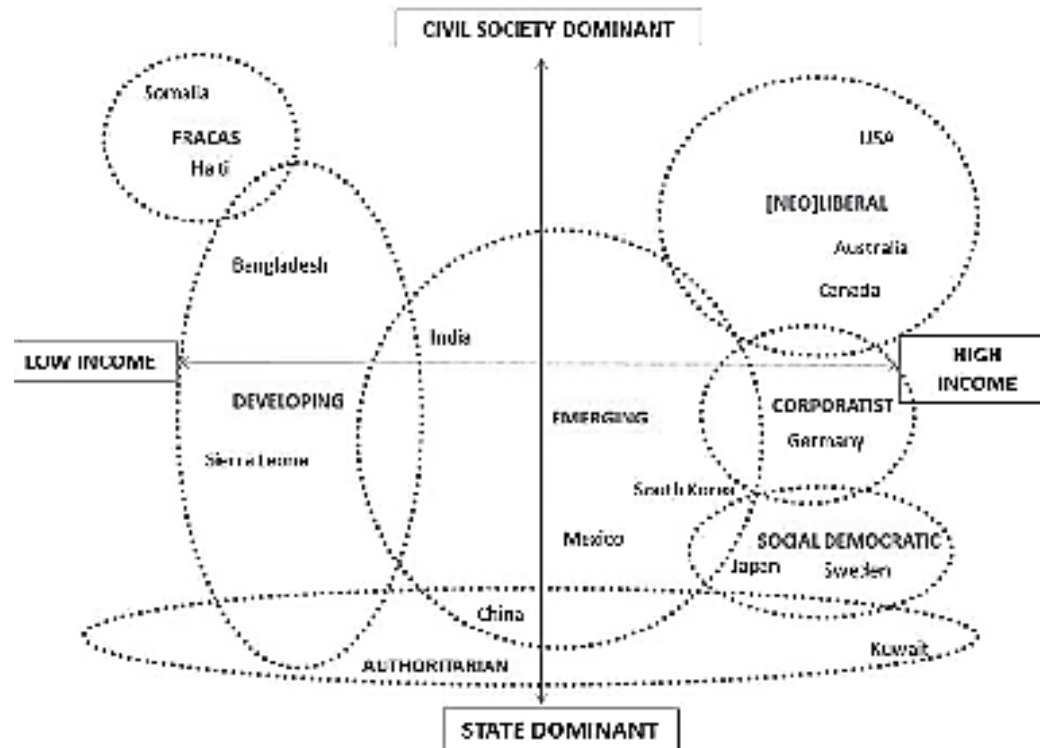 CIVIL SOCIETY DOMINANT
Somalia
FRACAS
Haiti
USA
[NEO]LIBERAL
Australia
Canada
Bangladesh
India
LOW INCOME
HIGH
INCOME
DEVELOPING
EMERGING
CORPORATIST
Germany
Sierra Leone
South Korea
Mexico
SOCIAL DEMOCRATIC
Japan
Sweden
China
Kuwait
AUTHORITARIAN
STATE DOMINANT